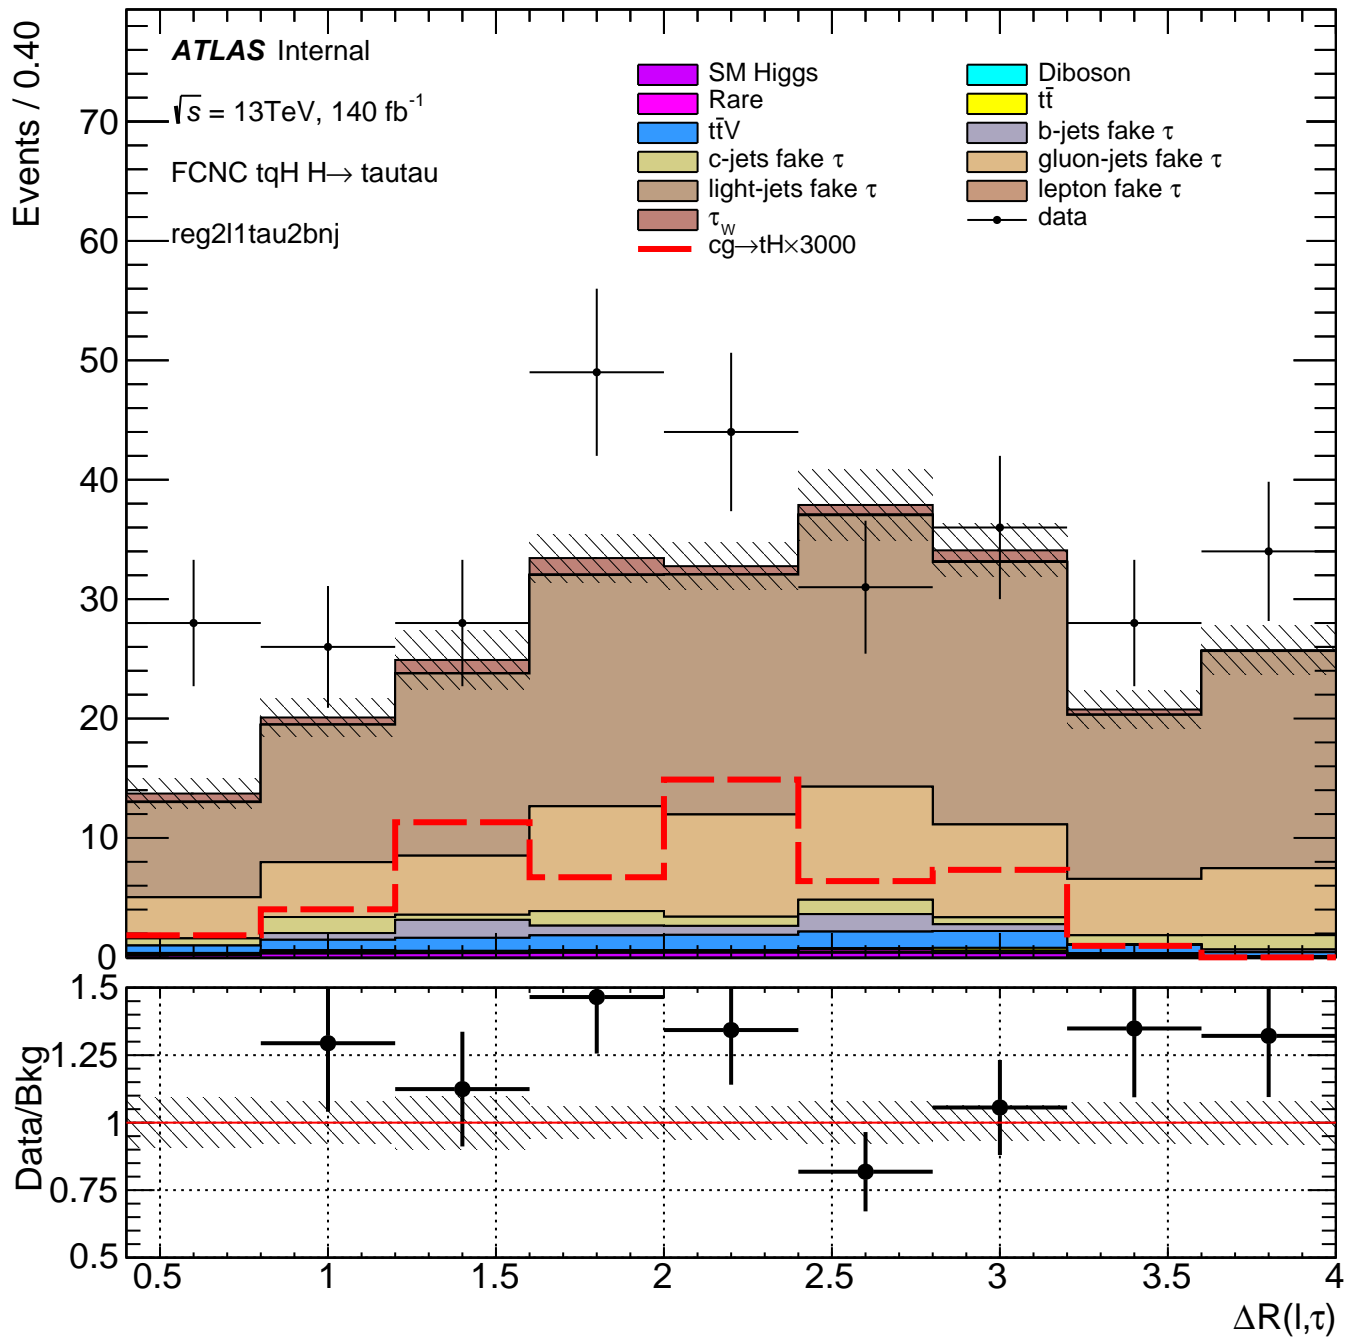 Events / 0.40
ATLAS Internal
√s = 13TeV, 140 fb⁻¹
FCNC tqH H→ tautau
reg2l1tau2bnj
SM Higgs
Rare
tt̄V
c-jets fake τ
light-jets fake τ
τ_W
cg→tH×3000
Diboson
tt̄
b-jets fake τ
gluon-jets fake τ
lepton fake τ
data
70
60
50
40
30
20
10
0
Data/Bkg
1.5
1.25
1
0.75
0.5
0.5 1 1.5 2 2.5 3 3.5 4
ΔR(l,τ)